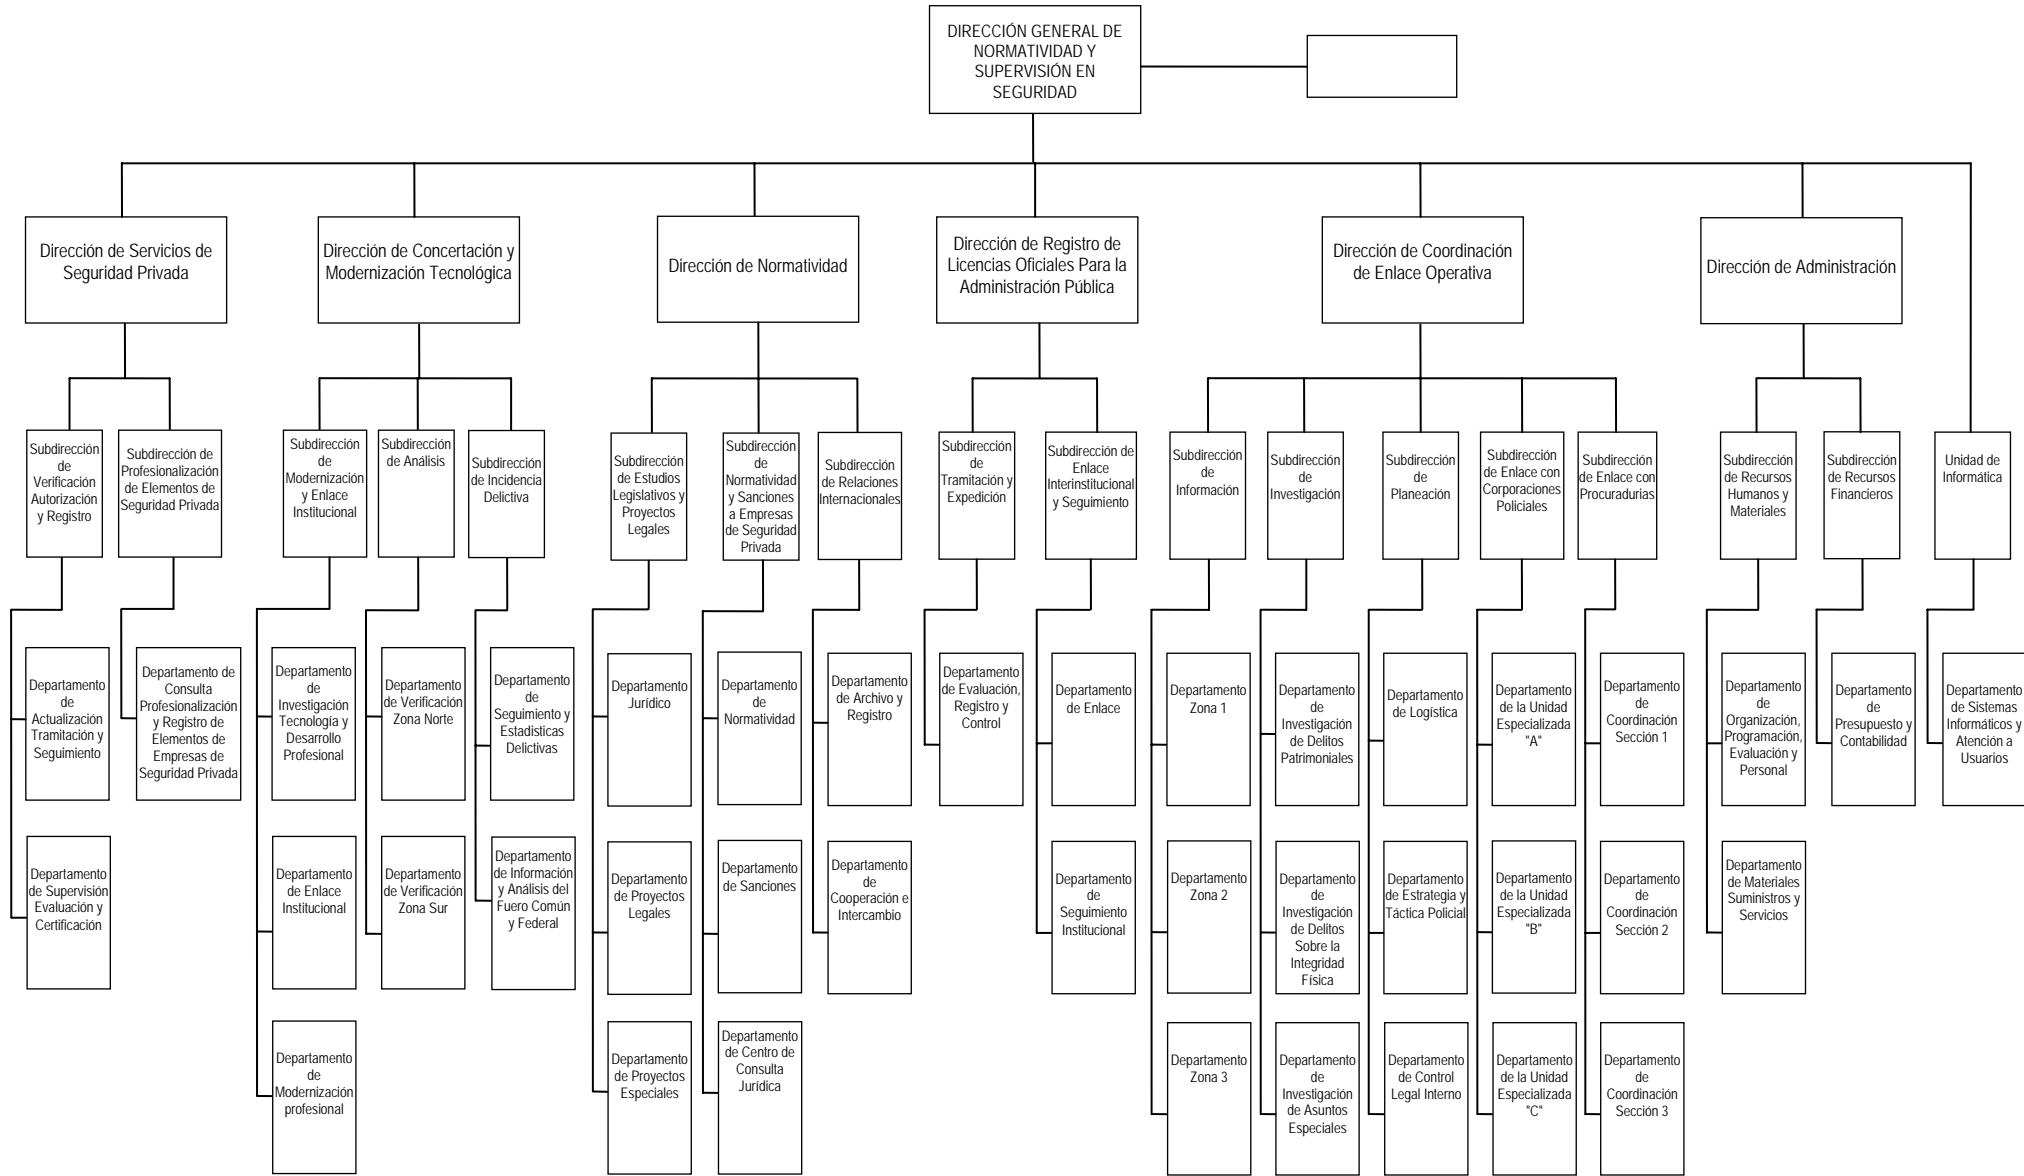 DIRECCIÓN GENERAL DE
NORMATIVIDAD Y
SUPERVISIÓN EN
SEGURIDAD
Dirección de Servicios de
Seguridad Privada
Dirección de Concertación y
Modernización Tecnológica
Dirección de Normatividad
Dirección de Registro de
Licencias Oficiales Para la
Administración Pública
Dirección de Coordinación
de Enlace Operativa
Dirección de Administración
Subdirección
de
Verificación
Autorización
y Registro
Subdirección de
Profesionalización
de Elementos de
Seguridad Privada
Subdirección
de
Modernización
y Enlace
Institucional
Subdirección
de Análisis
Subdirección
de Incidencia
Delictiva
Subdirección
de Estudios
Legislativos y
Proyectos
Legales
Subdirección
de
Normatividad
y Sanciones
a Empresas
de Seguridad
Privada
Subdirección
de Relaciones
Internacionales
Subdirección
de
Tramitación y
Expedición
Subdirección de
Enlace
Interinstitucional
y Seguimiento
Subdirección
de
Información
Subdirección
de
Investigación
Subdirección
de
Planeación
Subdirección
de Enlace con
Corporaciones
Policiales
Subdirección
de Enlace con
Procuradurias
Subdirección
de Recursos
Humanos y
Materiales
Subdirección
de Recursos
Financieros
Unidad de
Informática
Departamento
de
Actualización
Tramitación y
Seguimiento
Departamento de
Consulta
Profesionalización
y Registro de
Elementos de
Empresas de
Seguridad Privada
Departamento
de
Investigación
Tecnología y
Desarrollo
Profesional
Departamento
de Verificación
Zona Norte
Departamento
de
Seguimiento y
Estadisticas
Delictivas
Departamento
Jurídico
Departamento
de
Normatividad
Departamento
de Archivo y
Registro
Departamento
de Evaluación,
Registro y
Control
Departamento
de Enlace
Departamento
Zona 1
Departamento
de
Investigación
de Delitos
Patrimoniales
Departamento
de Logística
Departamento
de la Unidad
Especializada
"A"
Departamento
de
Coordinación
Sección 1
Departamento
de
Organización,
Programación,
Evaluación y
Personal
Departamento
de
Presupuesto y
Contabilidad
Departamento
de Sistemas
Informáticos y
Atención a
Usuarios
Departamento
de Supervisión
Evaluación y
Certificación
Departamento
de Enlace
Institucional
Departamento
de Verificación
Zona Sur
Departamento
de Información
y Análisis del
Fuero Común
y Federal
Departamento
de Proyectos
Legales
Departamento
de Sanciones
Departamento
de
Cooperación e
Intercambio
Departamento
de
Seguimiento
Institucional
Departamento
Zona 2
Departamento
de
Investigación
de Delitos
Sobre la
Integridad
Física
Departamento
de Estrategia y
Táctica Policial
Departamento
de la Unidad
Especializada
"B"
Departamento
de
Coordinación
Sección 2
Departamento
de Materiales
Suministros y
Servicios
Departamento
de
Modernización
profesional
Departamento
de Proyectos
Especiales
Departamento
de Centro de
Consulta
Jurídica
Departamento
Zona 3
Departamento
de
Investigación
de Asuntos
Especiales
Departamento
de Control
Legal Interno
Departamento
de la Unidad
Especializada
"C"
Departamento
de
Coordinación
Sección 3